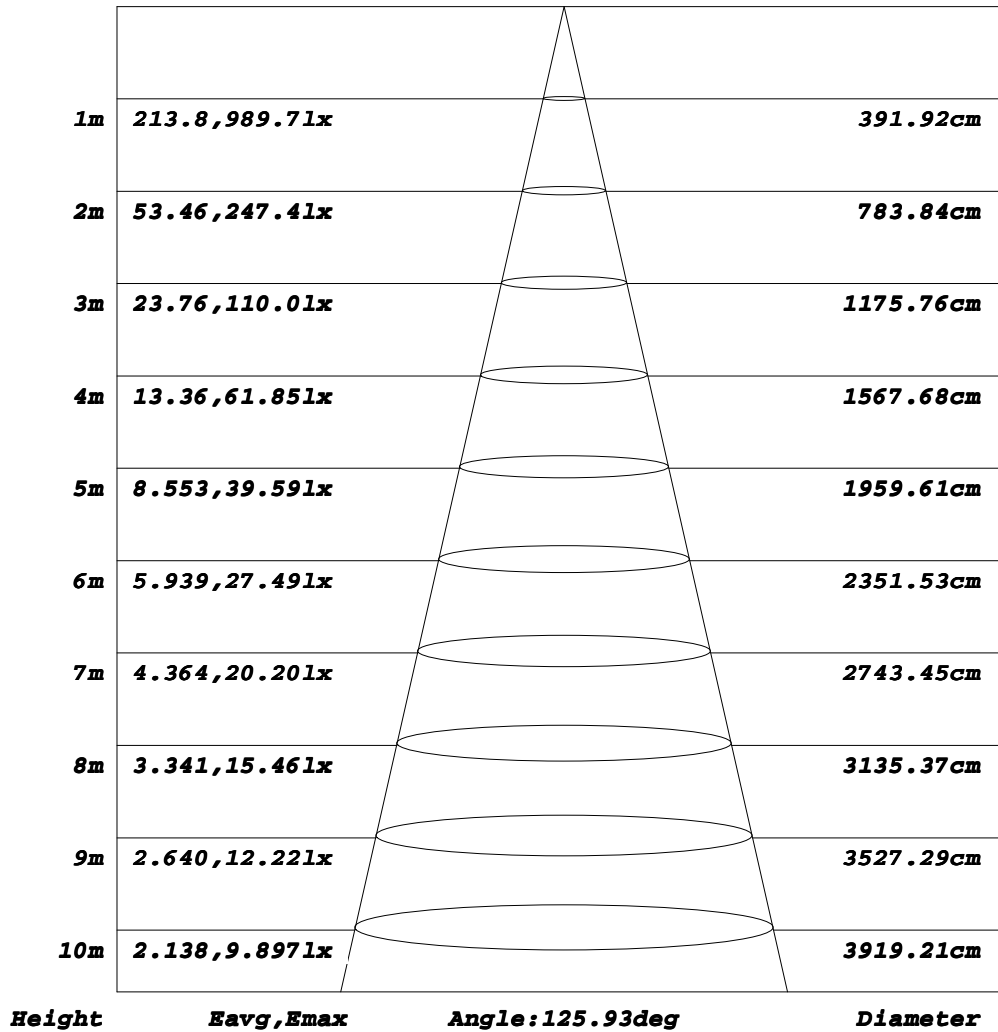 1m 213.8,989.7lx 391.92cm
2m 53.46,247.4lx 783.84cm
3m 23.76,110.0lx 1175.76cm
4m 13.36,61.85lx 1567.68cm
5m 8.553,39.59lx 1959.61cm
6m 5.939,27.49lx 2351.53cm
7m 4.364,20.20lx 2743.45cm
8m 3.341,15.46lx 3135.37cm
9m 2.640,12.22lx 3527.29cm
10m 2.138,9.897lx 3919.21cm
Height Eavg,Emax Angle:125.93deg Diameter